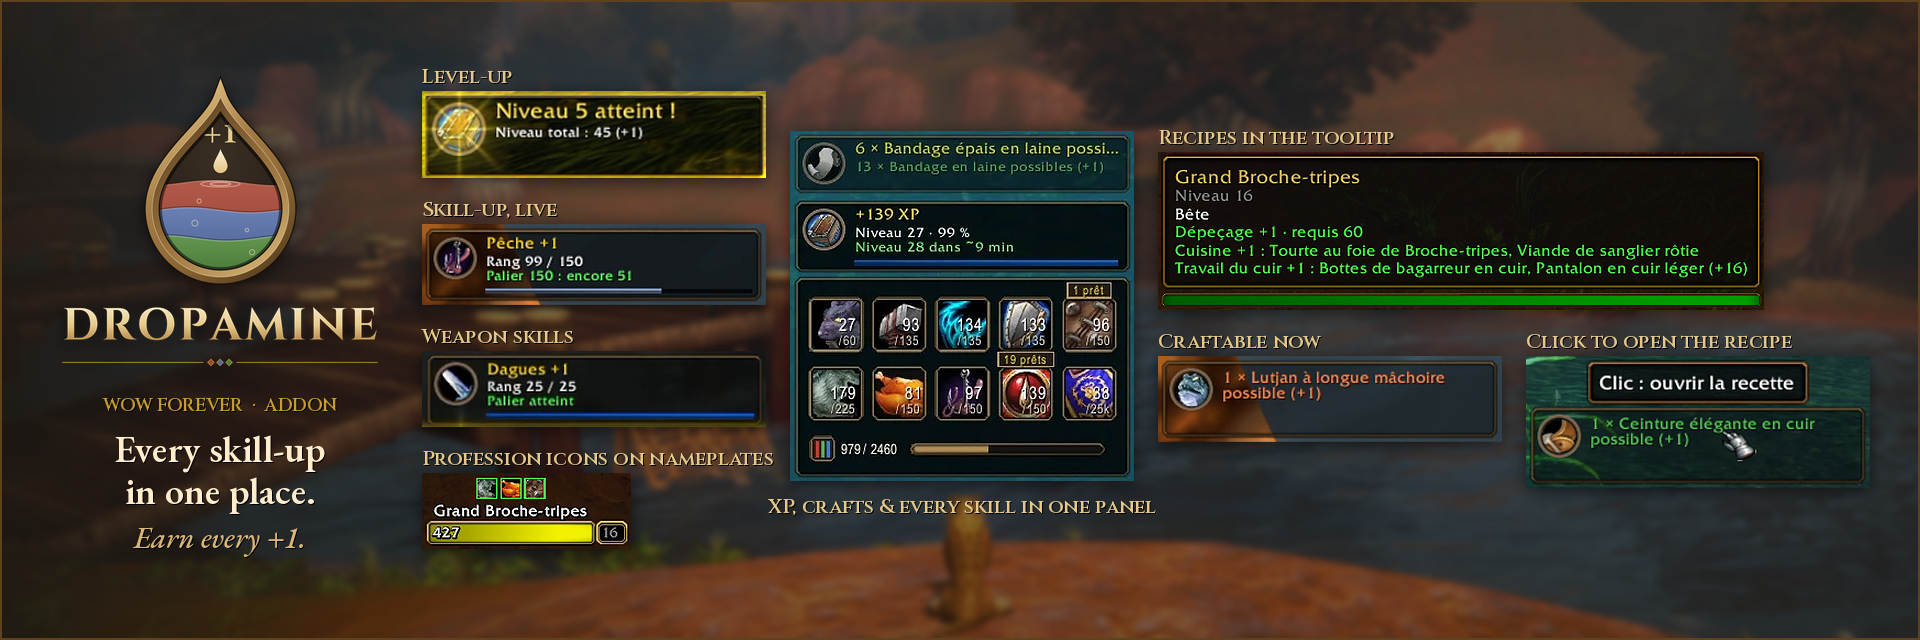 +1
DROPAMINE
WOW FOREVER · ADDON
Every skill-up
in one place.
Earn every +1.
LEVEL-UP
Niveau 5 atteint !
Niveau total : 45 (+1)
SKILL-UP, LIVE
Pêche +1
Rang 99 / 150
Palier 150 : encore 51
WEAPON SKILLS
Dagues +1
Rang 25 / 25
Palier atteint
PROFESSION ICONS ON NAMEPLATES
Grand Broche-tripes
427 16
6 × Bandage épais en laine possi...
13 × Bandage en laine possibles (+1)
+139 XP
Niveau 27 · 99 %
Niveau 28 dans ~9 min
1 prêt
27 93 134 133 96
/60 /135 /135 /135 /150
19 prêts
179 81 97 139 38
/225 /150 /150 /150 /25k
979 / 2460
XP, CRAFTS & EVERY SKILL IN ONE PANEL
RECIPES IN THE TOOLTIP
Grand Broche-tripes
Niveau 16
Bête
Dépeçage +1 · requis 60
Cuisine +1 : Tourte au foie de Broche-tripes, Viande de sanglier rôtie
Travail du cuir +1 : Bottes de bagarreur en cuir, Pantalon en cuir léger (+16)
CRAFTABLE NOW
1 × Lutjan à longue mâchoire
possible (+1)
CLICK TO OPEN THE RECIPE
Clic : ouvrir la recette
1 × Ceinture élégante en cuir
possible (+1)